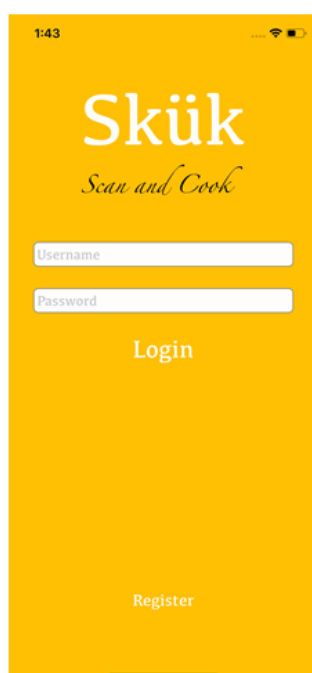 1:43
Skük
Scan and Cook
Username
Password
Login
Register